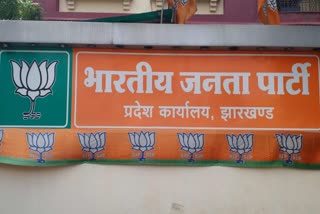 भारतीय जनता पार्टी
प्रदेश कार्यालय, झारखण्ड